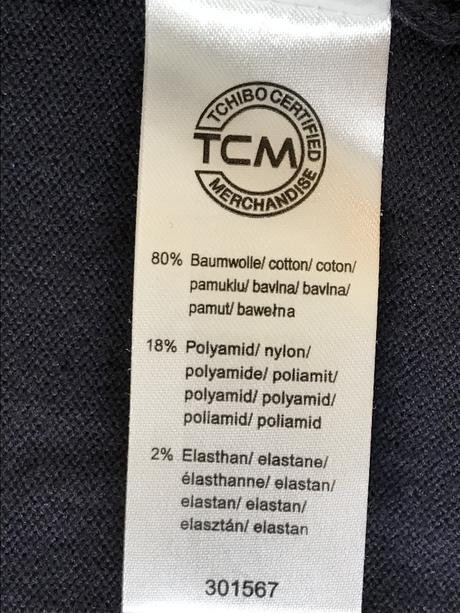 TCHIBO CERTIFIED
TCM
MERCHANDISE
80% Baumwolle/ cotton/ coton/
pamuklu/ bavlna/ bavlna/
pamut/ bawełna
18% Polyamid/ nylon/
polyamide/ poliamit/
polyamid/ polyamid/
poliamid/ poliamid
2% Elasthan/ elastane/
élasthanne/ elastan/
elastan/ elastan/
elasztán/ elastan
301567